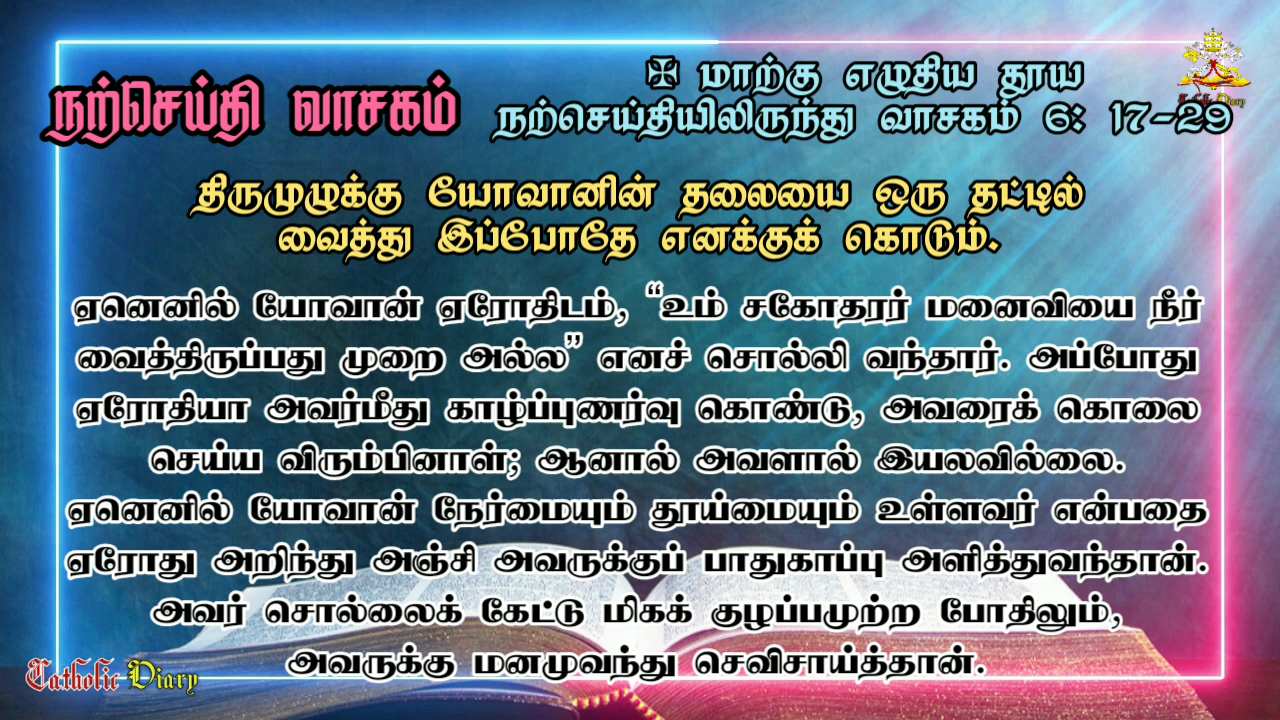 நற்செய்தி வாசகம்
✠ மாற்கு எழுதிய தூய
நற்செய்தியிலிருந்து வாசகம் 6: 17-29
Catholic Diary
திருமுழுக்கு யோவானின் தலையை ஒரு தட்டில்
வைத்து இப்போதே எனக்குக் கொடும்.
ஏனெனில் யோவான் ஏரோதிடம், “உம் சகோதரர் மனைவியை நீர்
வைத்திருப்பது முறை அல்ல” எனச் சொல்லி வந்தார். அப்போது
ஏரோதியா அவர்மீது காழ்ப்புணர்வு கொண்டு, அவரைக் கொலை
செய்ய விரும்பினாள்; ஆனால் அவளால் இயலவில்லை.
ஏனெனில் யோவான் நேர்மையும் தூய்மையும் உள்ளவர் என்பதை
ஏரோது அறிந்து அஞ்சி அவருக்குப் பாதுகாப்பு அளித்துவந்தான்.
அவர் சொல்லைக் கேட்டு மிகக் குழப்பமுற்ற போதிலும்,
அவருக்கு மனமுவந்து செவிசாய்த்தான்.
Catholic Diary